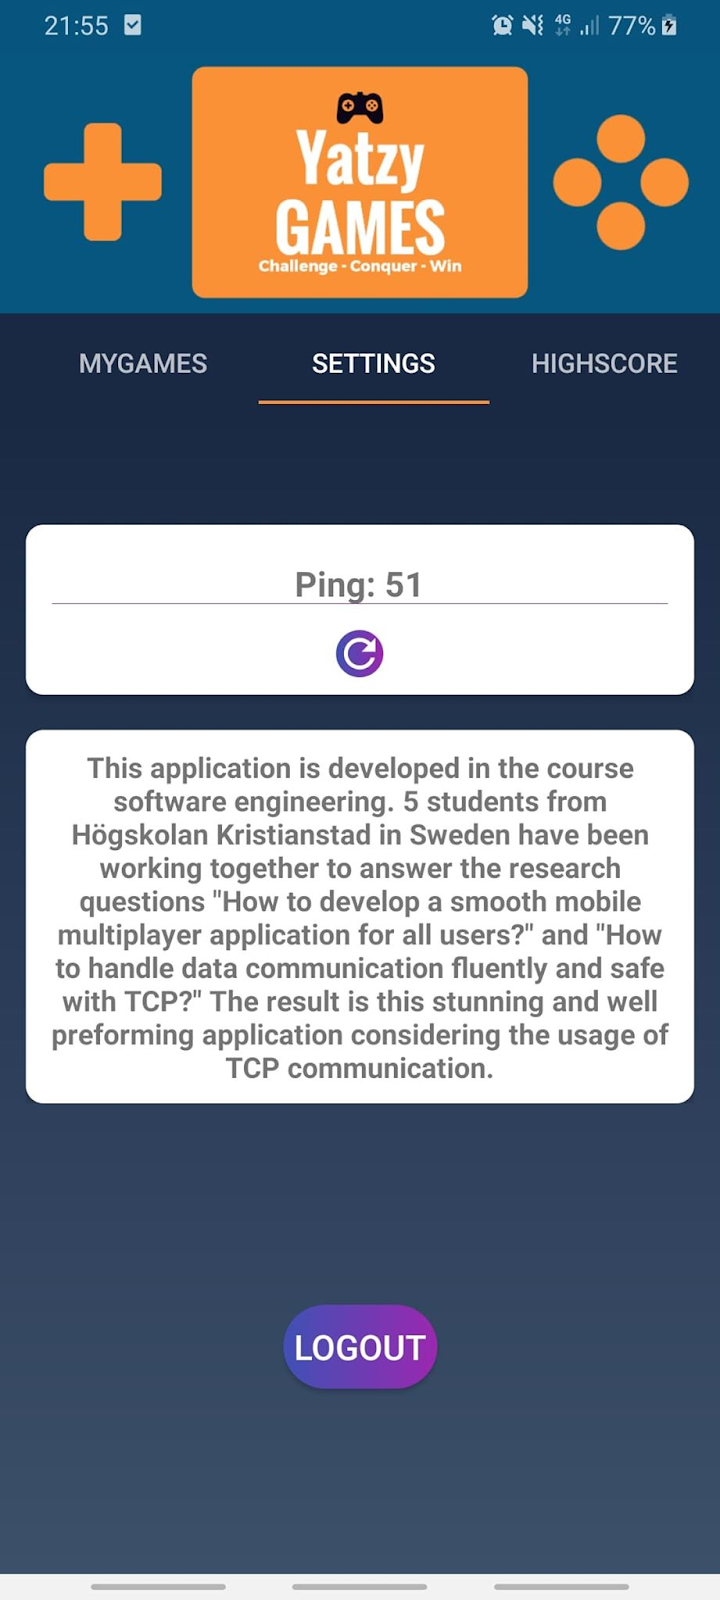 21:55
4G
77%
Yatzy
GAMES
Challenge - Conquer - Win
MYGAMES
SETTINGS
HIGHSCORE
Ping: 51
This application is developed in the course
software engineering. 5 students from
Högskolan Kristianstad in Sweden have been
working together to answer the research
questions "How to develop a smooth mobile
multiplayer application for all users?" and "How
to handle data communication fluently and safe
with TCP?" The result is this stunning and well
preforming application considering the usage of
TCP communication.
LOGOUT